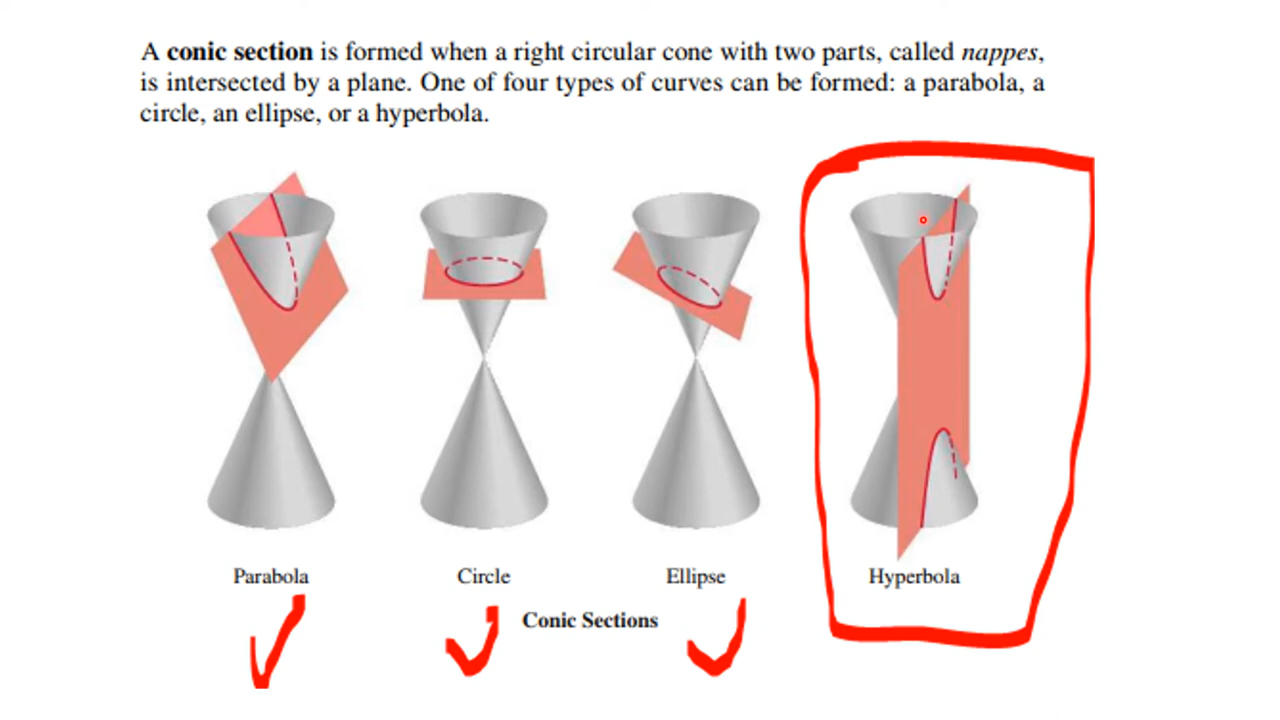 A conic section is formed when a right circular cone with two parts, called nappes,
is intersected by a plane. One of four types of curves can be formed: a parabola, a
circle, an ellipse, or a hyperbola.
Parabola
Circle
Ellipse
Hyperbola
Conic Sections